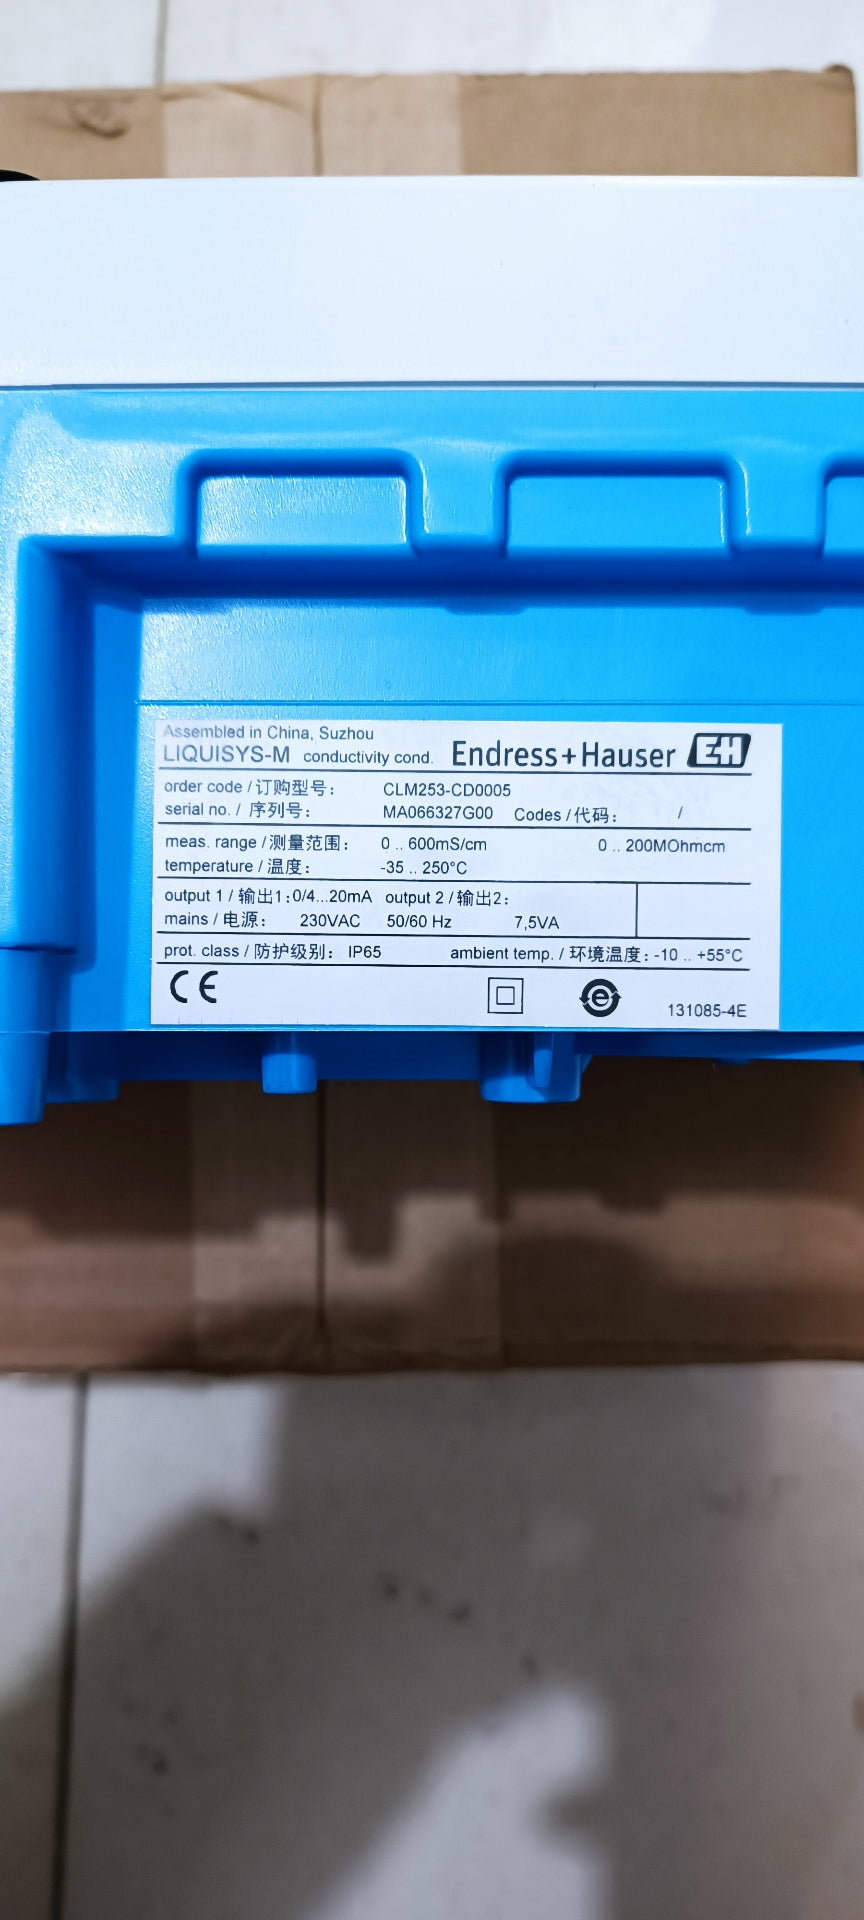 Assembled in China, Suzhou
LIQUISYS-M conductivity cond. Endress+Hauser EH
order code / 订购型号： CLM253-CD0005
serial no. / 序列号： MA066327G00 Codes / 代码： /
meas. range / 测量范围： 0 .. 600mS/cm 0 .. 200MOhmcm
temperature / 温度： -35 .. 250°C
output 1 / 输出1：0/4...20mA output 2 / 输出2：
mains / 电源： 230VAC 50/60 Hz 7,5VA
prot. class / 防护级别： IP65 ambient temp. / 环境温度：-10 .. +55°C
CE e 131085-4E